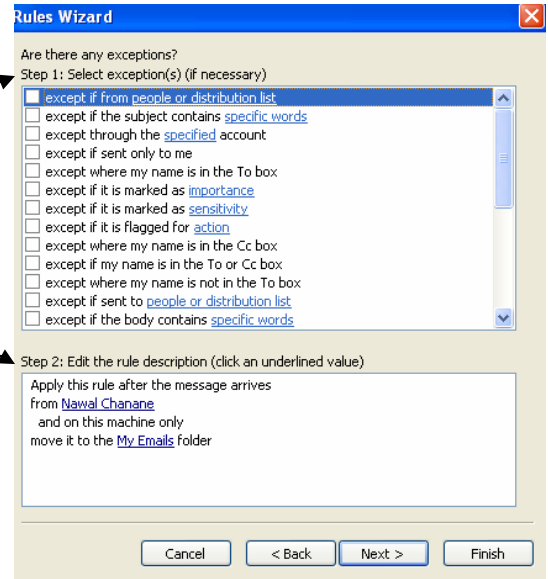 Rules Wizard
Are there any exceptions?
Step 1: Select exception(s) (if necessary)
except if from people or distribution list
except if the subject contains specific words
except through the specified account
except if sent only to me
except where my name is in the To box
except if it is marked as importance
except if it is marked as sensitivity
except if it is flagged for action
except where my name is in the Cc box
except if my name is in the To or Cc box
except where my name is not in the To box
except if sent to people or distribution list
except if the body contains specific words
Step 2: Edit the rule description (click an underlined value)
Apply this rule after the message arrives
from Nawal Chanane
and on this machine only
move it to the My Emails folder
Cancel < Back Next > Finish